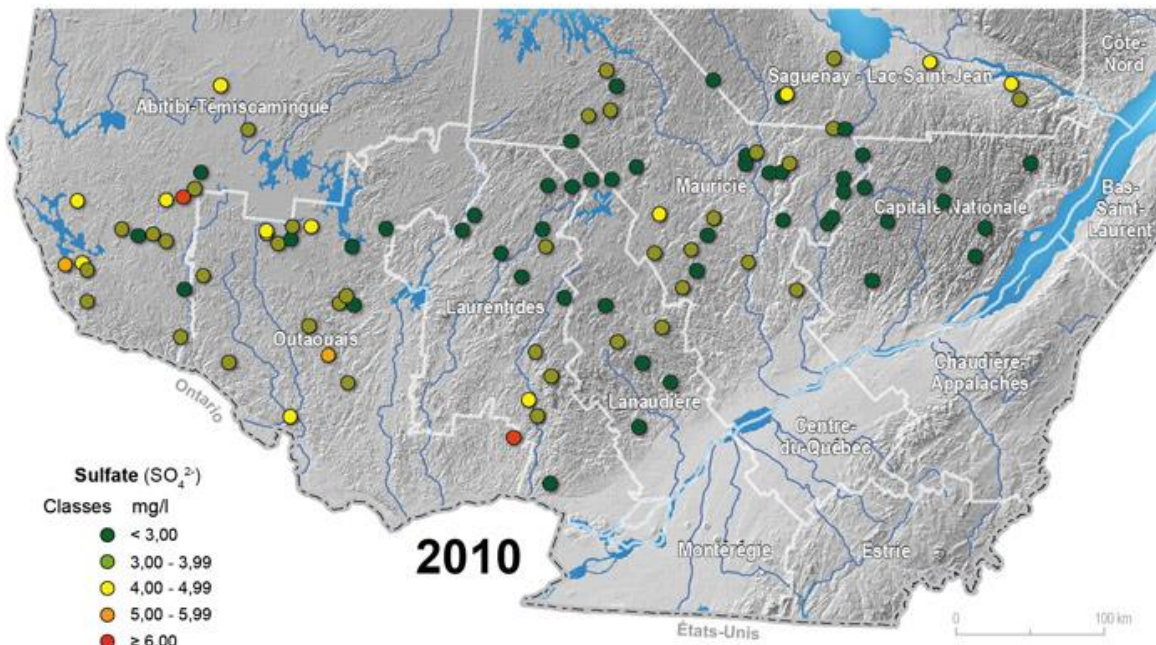 Côte-
Nord
Saguenay - Lac-Saint-Jean
Abitibi-Témiscamingue
Mauricie
Capitale Nationale
Bas-
Saint-
Laurent
Laurentides
Outaouais
Ontario
Lanaudière
Chaudière-
Appalaches
Centre-
du-Québec
Montérégie
Estrie
États-Unis
2010
Sulfate (SO₄²⁻)
Classes mg/l
< 3,00
3,00 - 3,99
4,00 - 4,99
5,00 - 5,99
≥ 6,00
0 100 km